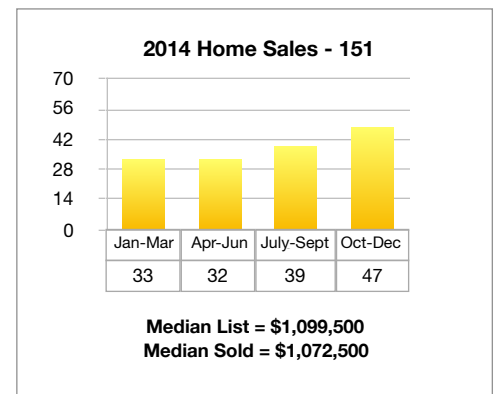 2014 Home Sales - 151
70
56
42
28
14
0
Jan-Mar Apr-Jun July-Sept Oct-Dec
33 32 39 47
Median List = $1,099,500
Median Sold = $1,072,500